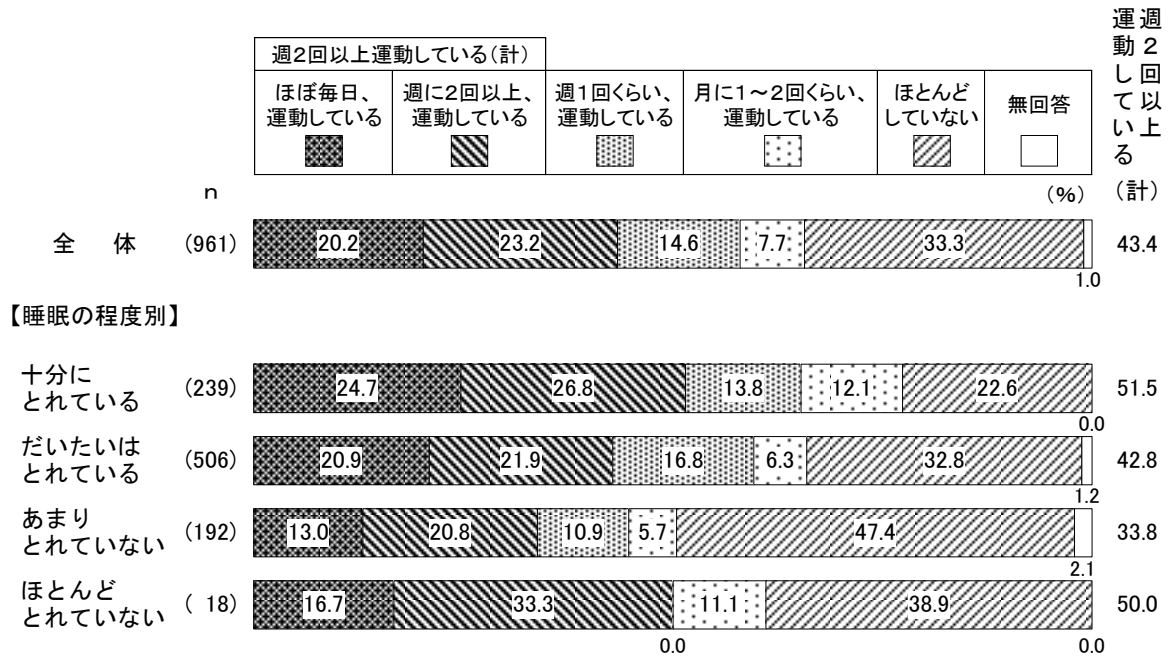 週2回以上運動している(計)
ほぼ毎日、
運動している
週に2回以上、
運動している
週1回くらい、
運動している
月に1～2回くらい、
運動している
ほとんど
していない
無回答
週2回以上
運動している
(計)
n
(%)
全　体 (961) 20.2 23.2 14.6 7.7 33.3 43.4
1.0
【睡眠の程度別】
十分に
とれている (239) 24.7 26.8 13.8 12.1 22.6 51.5
0.0
だいたいは
とれている (506) 20.9 21.9 16.8 6.3 32.8 42.8
1.2
あまり
とれていない (192) 13.0 20.8 10.9 5.7 47.4 33.8
2.1
ほとんど
とれていない ( 18) 16.7 33.3 11.1 38.9 50.0
0.0 0.0